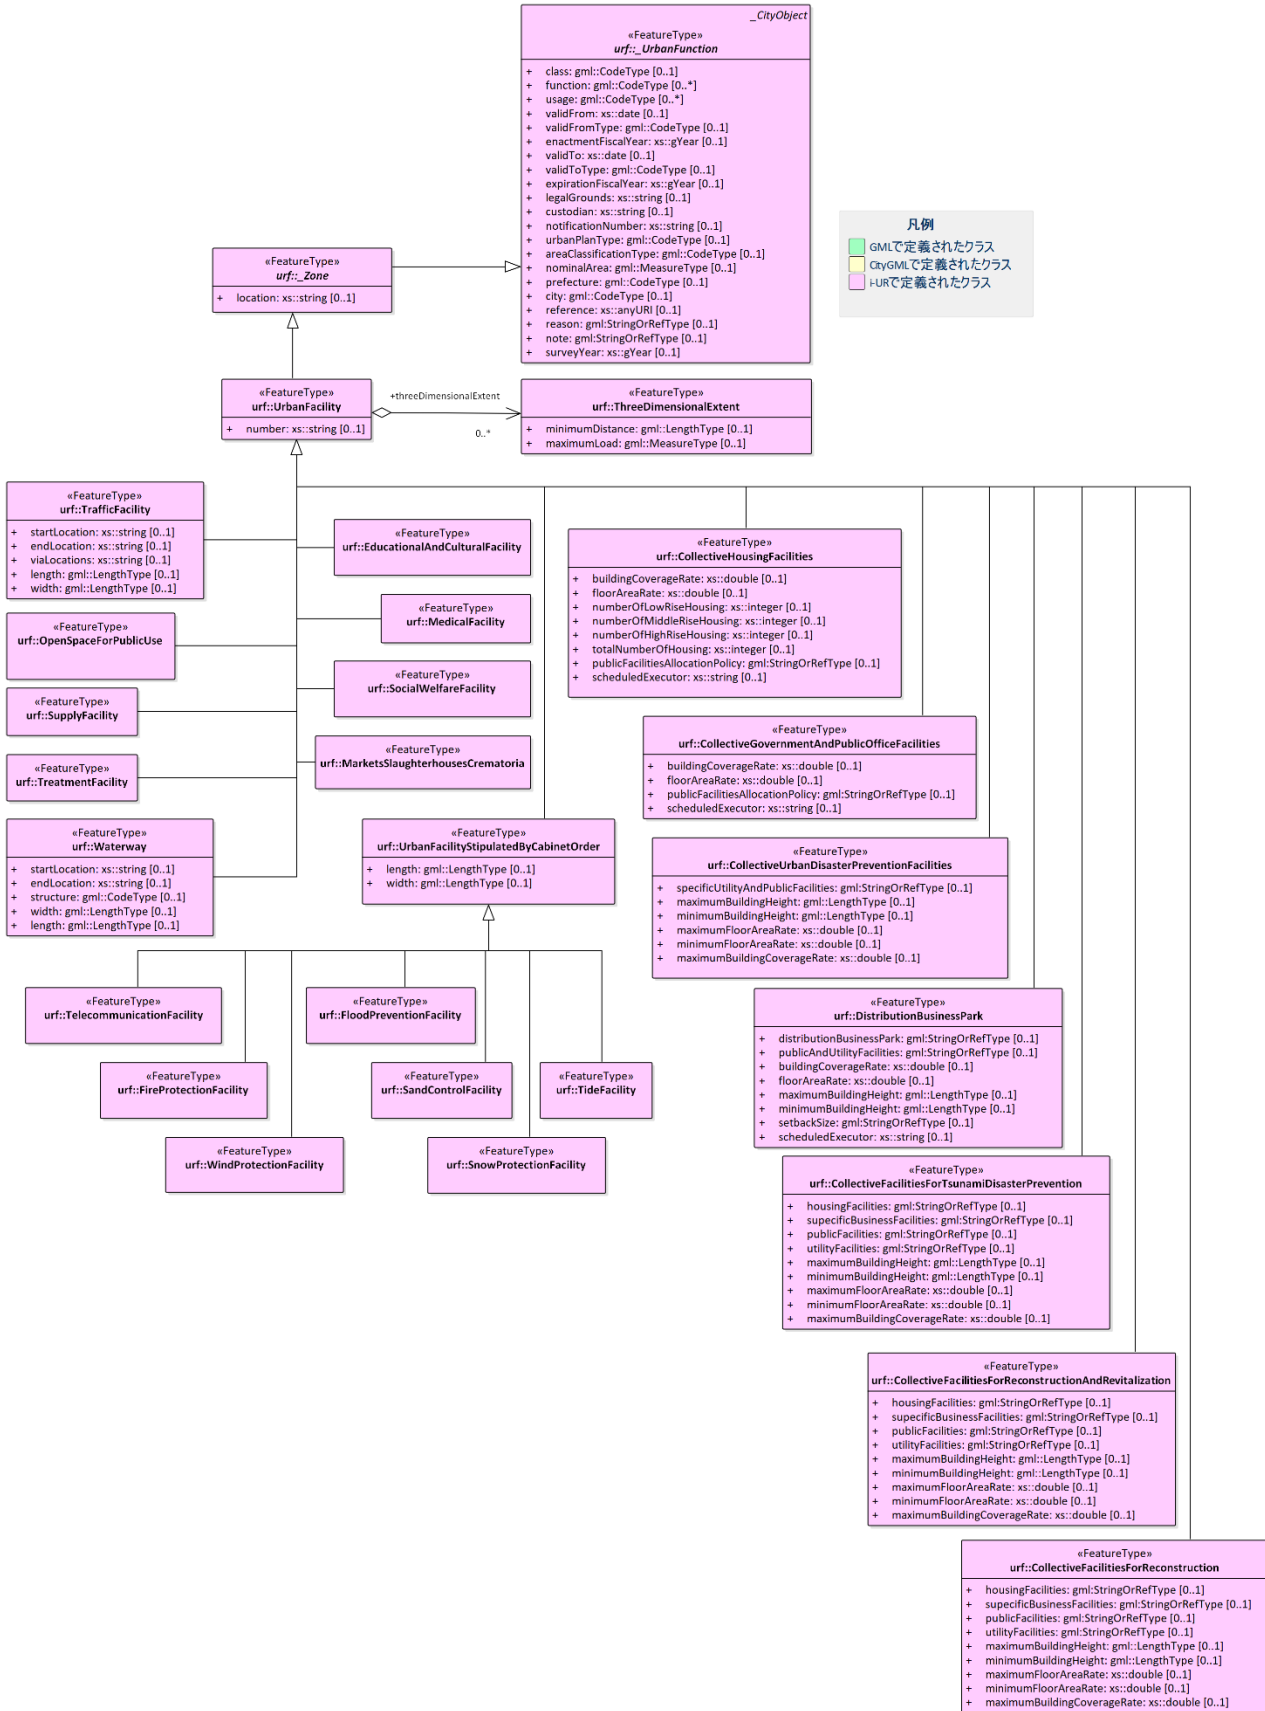 _CityObject
«FeatureType»
urf::_UrbanFunction
+ class: gml::CodeType [0..1]
+ function: gml::CodeType [0..*]
+ usage: gml::CodeType [0..*]
+ validFrom: xs::date [0..1]
+ validFromType: gml::CodeType [0..1]
+ enactmentFiscalYear: xs::gYear [0..1]
+ validTo: xs::date [0..1]
+ validToType: gml::CodeType [0..1]
+ expirationFiscalYear: xs::gYear [0..1]
+ legalGrounds: xs::string [0..1]
+ custodian: xs::string [0..1]
+ notificationNumber: xs::string [0..1]
+ urbanPlanType: gml::CodeType [0..1]
+ areaClassificationType: gml::CodeType [0..1]
+ nominalArea: gml::MeasureType [0..1]
+ prefecture: gml::CodeType [0..1]
+ city: gml::CodeType [0..1]
+ reference: xs::anyURI [0..1]
+ reason: gml:StringOrRefType [0..1]
+ note: gml:StringOrRefType [0..1]
+ surveyYear: xs::gYear [0..1]
凡例
GMLで定義されたクラス
CityGMLで定義されたクラス
i-URで定義されたクラス
«FeatureType»
urf::_Zone
+ location: xs::string [0..1]
«FeatureType»
urf::UrbanFacility
+ number: xs::string [0..1]
+threeDimensionalExtent
0..*
«FeatureType»
urf::ThreeDimensionalExtent
+ minimumDistance: gml::LengthType [0..1]
+ maximumLoad: gml::MeasureType [0..1]
«FeatureType»
urf::TrafficFacility
+ startLocation: xs::string [0..1]
+ endLocation: xs::string [0..1]
+ viaLocations: xs::string [0..1]
+ length: gml::LengthType [0..1]
+ width: gml::LengthType [0..1]
«FeatureType»
urf::EducationalAndCulturalFacility
«FeatureType»
urf::CollectiveHousingFacilities
+ buildingCoverageRate: xs::double [0..1]
+ floorAreaRate: xs::double [0..1]
+ numberOfLowRiseHousing: xs::integer [0..1]
+ numberOfMiddleRiseHousing: xs::integer [0..1]
+ numberOfHighRiseHousing: xs::integer [0..1]
+ totalNumberOfHousing: xs::integer [0..1]
+ publicFacilitiesAllocationPolicy: gml:StringOrRefType [0..1]
+ scheduledExecutor: xs::string [0..1]
«FeatureType»
urf::MedicalFacility
«FeatureType»
urf::OpenSpaceForPublicUse
«FeatureType»
urf::SocialWelfareFacility
«FeatureType»
urf::SupplyFacility
«FeatureType»
urf::CollectiveGovernmentAndPublicOfficeFacilities
+ buildingCoverageRate: xs::double [0..1]
+ floorAreaRate: xs::double [0..1]
+ publicFacilitiesAllocationPolicy: gml:StringOrRefType [0..1]
+ scheduledExecutor: xs::string [0..1]
«FeatureType»
urf::MarketsSlaughterhousesCrematoria
«FeatureType»
urf::TreatmentFacility
«FeatureType»
urf::Waterway
+ startLocation: xs::string [0..1]
+ endLocation: xs::string [0..1]
+ structure: gml::CodeType [0..1]
+ width: gml::LengthType [0..1]
+ length: gml::LengthType [0..1]
«FeatureType»
urf::UrbanFacilityStipulatedByCabinetOrder
+ length: gml::LengthType [0..1]
+ width: gml::LengthType [0..1]
«FeatureType»
urf::CollectiveUrbanDisasterPreventionFacilities
+ specificUtilityAndPublicFacilities: gml:StringOrRefType [0..1]
+ maximumBuildingHeight: gml::LengthType [0..1]
+ minimumBuildingHeight: gml::LengthType [0..1]
+ maximumFloorAreaRate: xs::double [0..1]
+ minimumFloorAreaRate: xs::double [0..1]
+ maximumBuildingCoverageRate: xs::double [0..1]
«FeatureType»
urf::TelecommunicationFacility
«FeatureType»
urf::FloodPreventionFacility
«FeatureType»
urf::DistributionBusinessPark
+ distributionBusinessPark: gml:StringOrRefType [0..1]
+ publicAndUtilityFacilities: gml:StringOrRefType [0..1]
+ buildingCoverageRate: xs::double [0..1]
+ floorAreaRate: xs::double [0..1]
+ maximumBuildingHeight: gml::LengthType [0..1]
+ minimumBuildingHeight: gml::LengthType [0..1]
+ setbackSize: gml:StringOrRefType [0..1]
+ scheduledExecutor: xs::string [0..1]
«FeatureType»
urf::FireProtectionFacility
«FeatureType»
urf::SandControlFacility
«FeatureType»
urf::TideFacility
«FeatureType»
urf::WindProtectionFacility
«FeatureType»
urf::SnowProtectionFacility
«FeatureType»
urf::CollectiveFacilitiesForTsunamiDisasterPrevention
+ housingFacilities: gml:StringOrRefType [0..1]
+ supecificBusinessFacilities: gml:StringOrRefType [0..1]
+ publicFacilities: gml:StringOrRefType [0..1]
+ utilityFacilities: gml:StringOrRefType [0..1]
+ maximumBuildingHeight: gml::LengthType [0..1]
+ minimumBuildingHeight: gml::LengthType [0..1]
+ maximumFloorAreaRate: xs::double [0..1]
+ minimumFloorAreaRate: xs::double [0..1]
+ maximumBuildingCoverageRate: xs::double [0..1]
«FeatureType»
urf::CollectiveFacilitiesForReconstructionAndRevitalization
+ housingFacilities: gml:StringOrRefType [0..1]
+ supecificBusinessFacilities: gml:StringOrRefType [0..1]
+ publicFacilities: gml:StringOrRefType [0..1]
+ utilityFacilities: gml:StringOrRefType [0..1]
+ maximumBuildingHeight: gml::LengthType [0..1]
+ minimumBuildingHeight: gml::LengthType [0..1]
+ maximumFloorAreaRate: xs::double [0..1]
+ minimumFloorAreaRate: xs::double [0..1]
+ maximumBuildingCoverageRate: xs::double [0..1]
«FeatureType»
urf::CollectiveFacilitiesForReconstruction
+ housingFacilities: gml:StringOrRefType [0..1]
+ supecificBusinessFacilities: gml:StringOrRefType [0..1]
+ publicFacilities: gml:StringOrRefType [0..1]
+ utilityFacilities: gml:StringOrRefType [0..1]
+ maximumBuildingHeight: gml::LengthType [0..1]
+ minimumBuildingHeight: gml::LengthType [0..1]
+ maximumFloorAreaRate: xs::double [0..1]
+ minimumFloorAreaRate: xs::double [0..1]
+ maximumBuildingCoverageRate: xs::double [0..1]